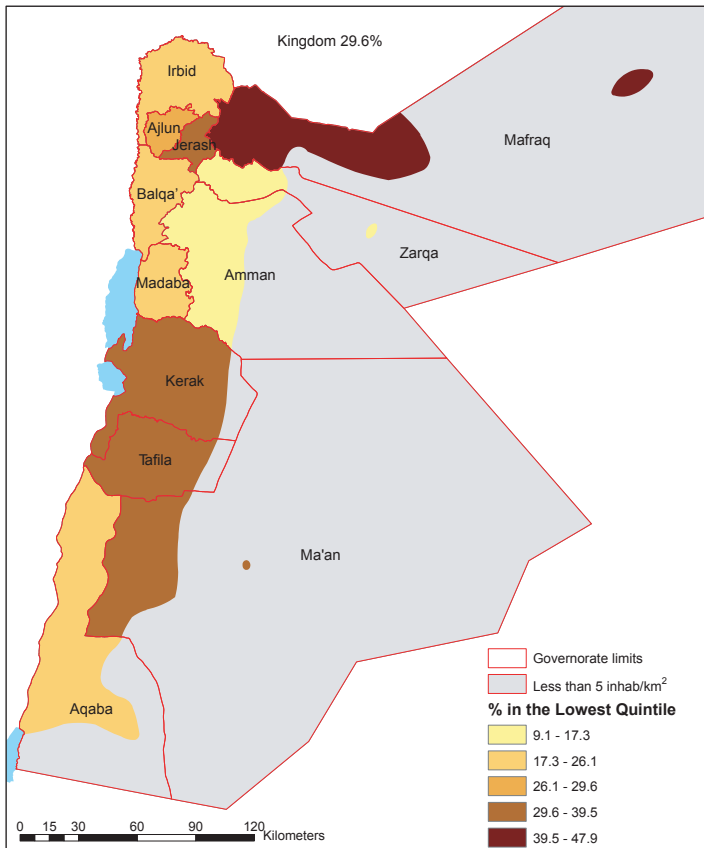 Kingdom 29.6%
Irbid
Ajlun
Jerash
Mafraq
Balqa'
Zarqa
Amman
Madaba
Kerak
Tafila
Ma'an
Aqaba
Governorate limits
Less than 5 inhab/km²
% in the Lowest Quintile
9.1 - 17.3
17.3 - 26.1
26.1 - 29.6
29.6 - 39.5
39.5 - 47.9
0 15 30 60 90 120
Kilometers